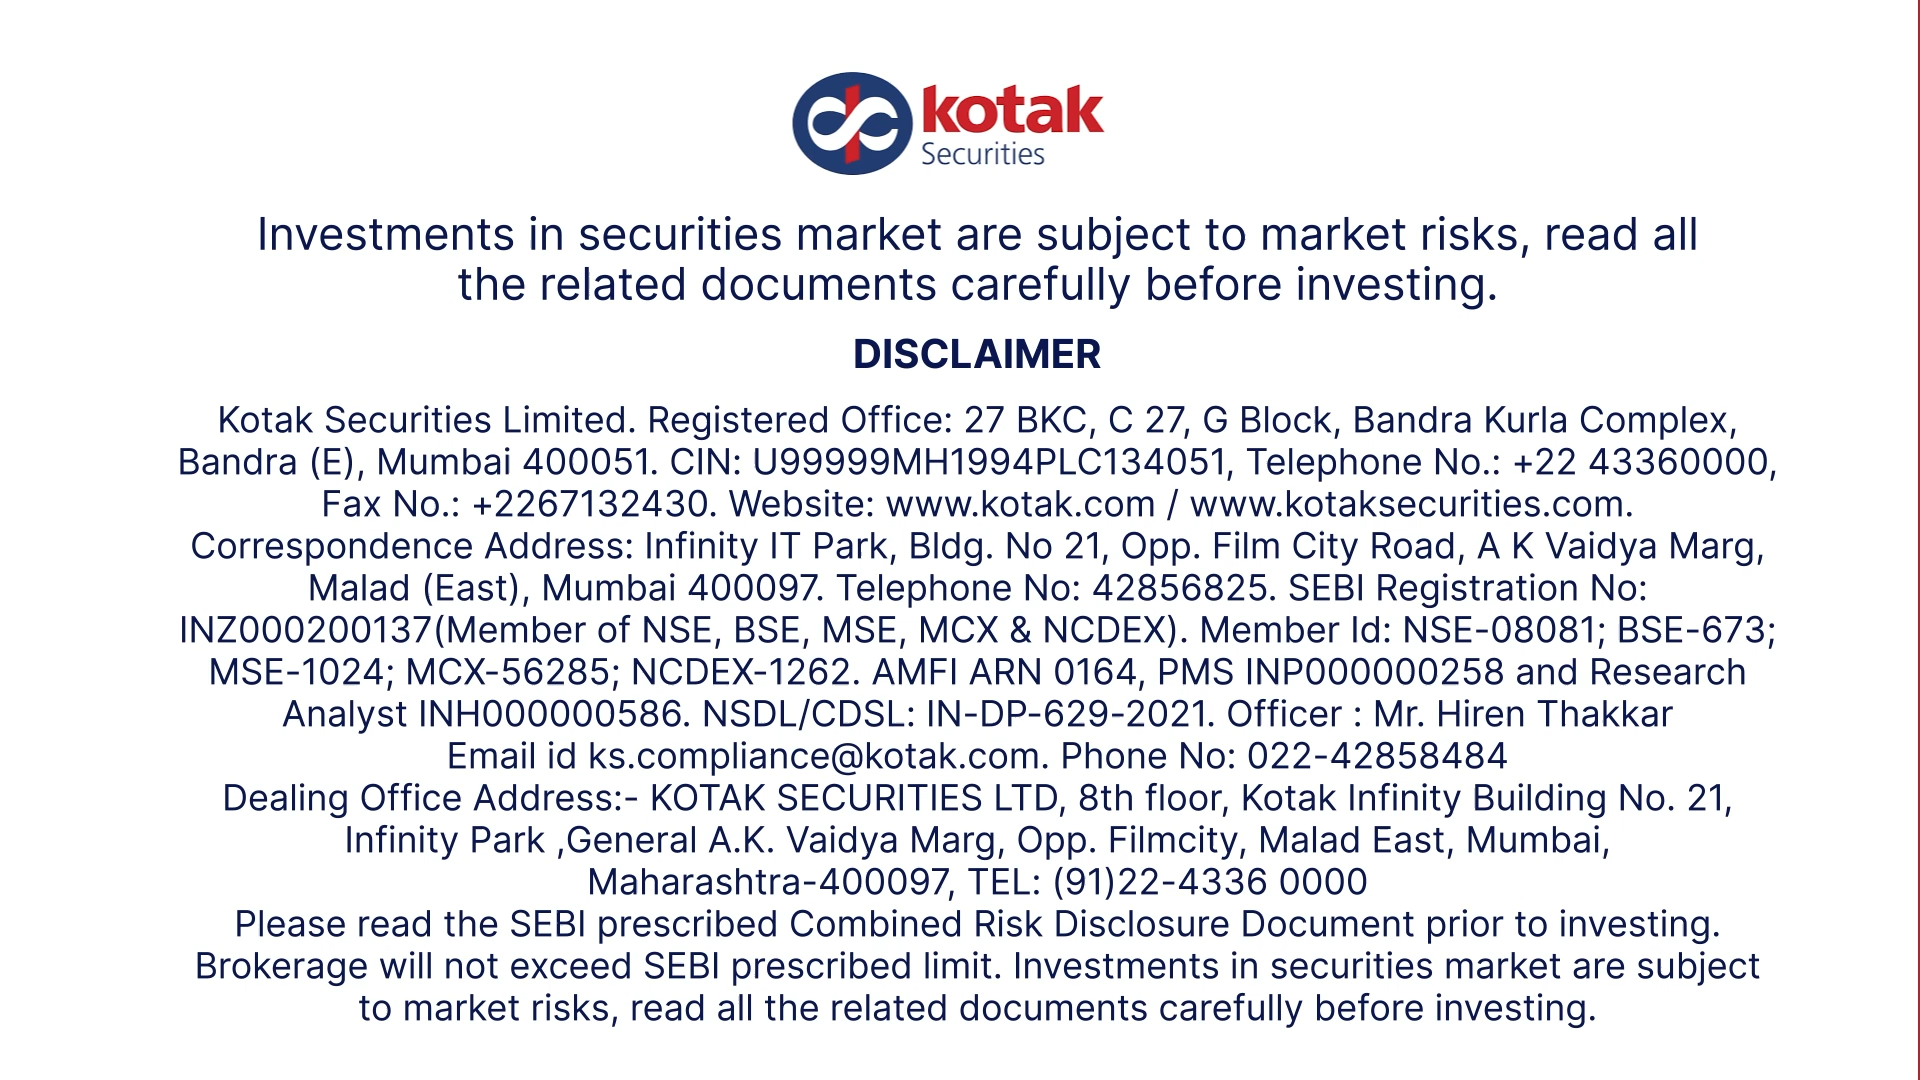 kotak
Securities
Investments in securities market are subject to market risks, read all
the related documents carefully before investing.
DISCLAIMER
Kotak Securities Limited. Registered Office: 27 BKC, C 27, G Block, Bandra Kurla Complex,
Bandra (E), Mumbai 400051. CIN: U99999MH1994PLC134051, Telephone No.: +22 43360000,
Fax No.: +2267132430. Website: www.kotak.com / www.kotaksecurities.com.
Correspondence Address: Infinity IT Park, Bldg. No 21, Opp. Film City Road, A K Vaidya Marg,
Malad (East), Mumbai 400097. Telephone No: 42856825. SEBI Registration No:
INZ000200137(Member of NSE, BSE, MSE, MCX & NCDEX). Member Id: NSE-08081; BSE-673;
MSE-1024; MCX-56285; NCDEX-1262. AMFI ARN 0164, PMS INP000000258 and Research
Analyst INH000000586. NSDL/CDSL: IN-DP-629-2021. Officer : Mr. Hiren Thakkar
Email id ks.compliance@kotak.com. Phone No: 022-42858484
Dealing Office Address:- KOTAK SECURITIES LTD, 8th floor, Kotak Infinity Building No. 21,
Infinity Park ,General A.K. Vaidya Marg, Opp. Filmcity, Malad East, Mumbai,
Maharashtra-400097, TEL: (91)22-4336 0000
Please read the SEBI prescribed Combined Risk Disclosure Document prior to investing.
Brokerage will not exceed SEBI prescribed limit. Investments in securities market are subject
to market risks, read all the related documents carefully before investing.